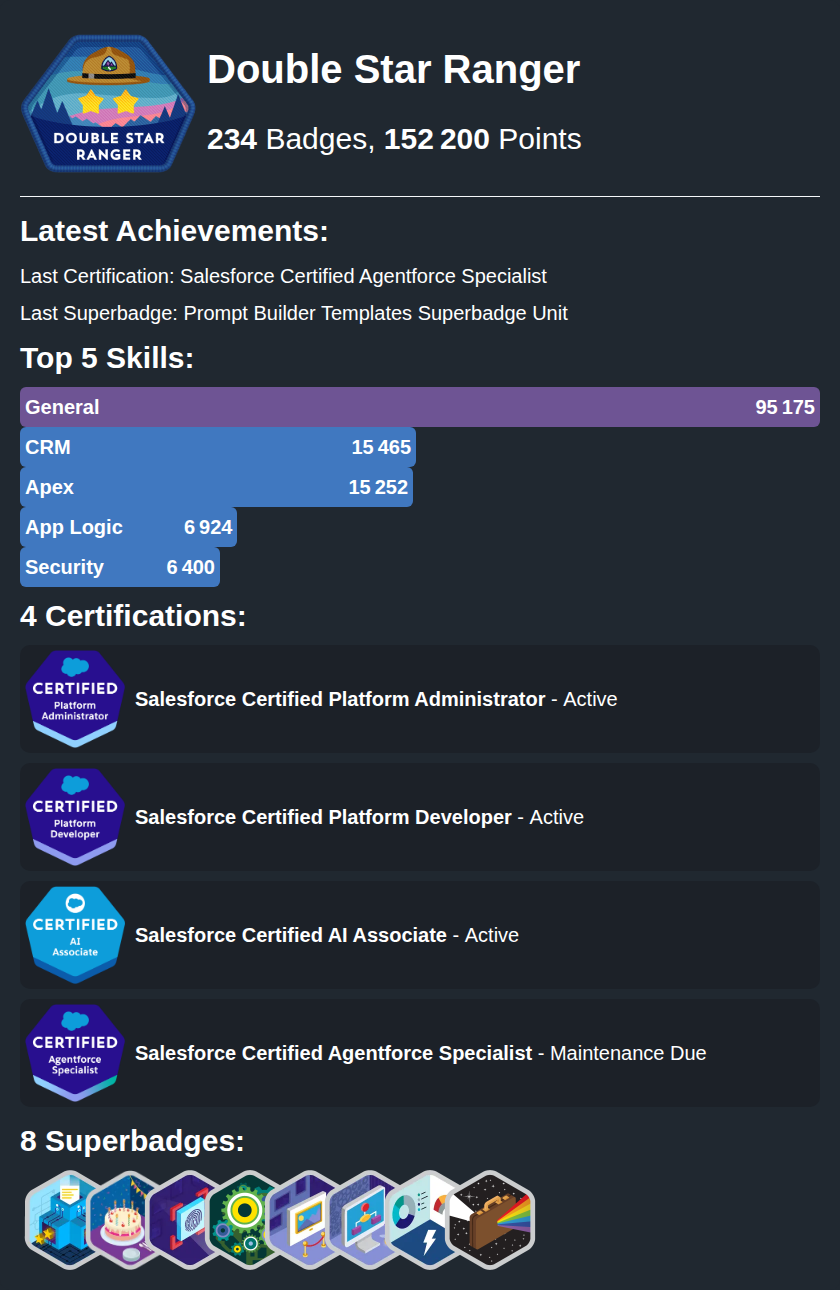 DOUBLE STAR
RANGER
Double Star Ranger
234 Badges, 152 200 Points
Latest Achievements:
Last Certification: Salesforce Certified Agentforce Specialist
Last Superbadge: Prompt Builder Templates Superbadge Unit
Top 5 Skills:
General 95 175
CRM 15 465
Apex 15 252
App Logic 6 924
Security 6 400
4 Certifications:
CERTIFIED
Platform
Administrator
Salesforce Certified Platform Administrator - Active
CERTIFIED
Platform
Developer
Salesforce Certified Platform Developer - Active
CERTIFIED
AI
Associate
Salesforce Certified AI Associate - Active
CERTIFIED
Agentforce
Specialist
Salesforce Certified Agentforce Specialist - Maintenance Due
8 Superbadges: